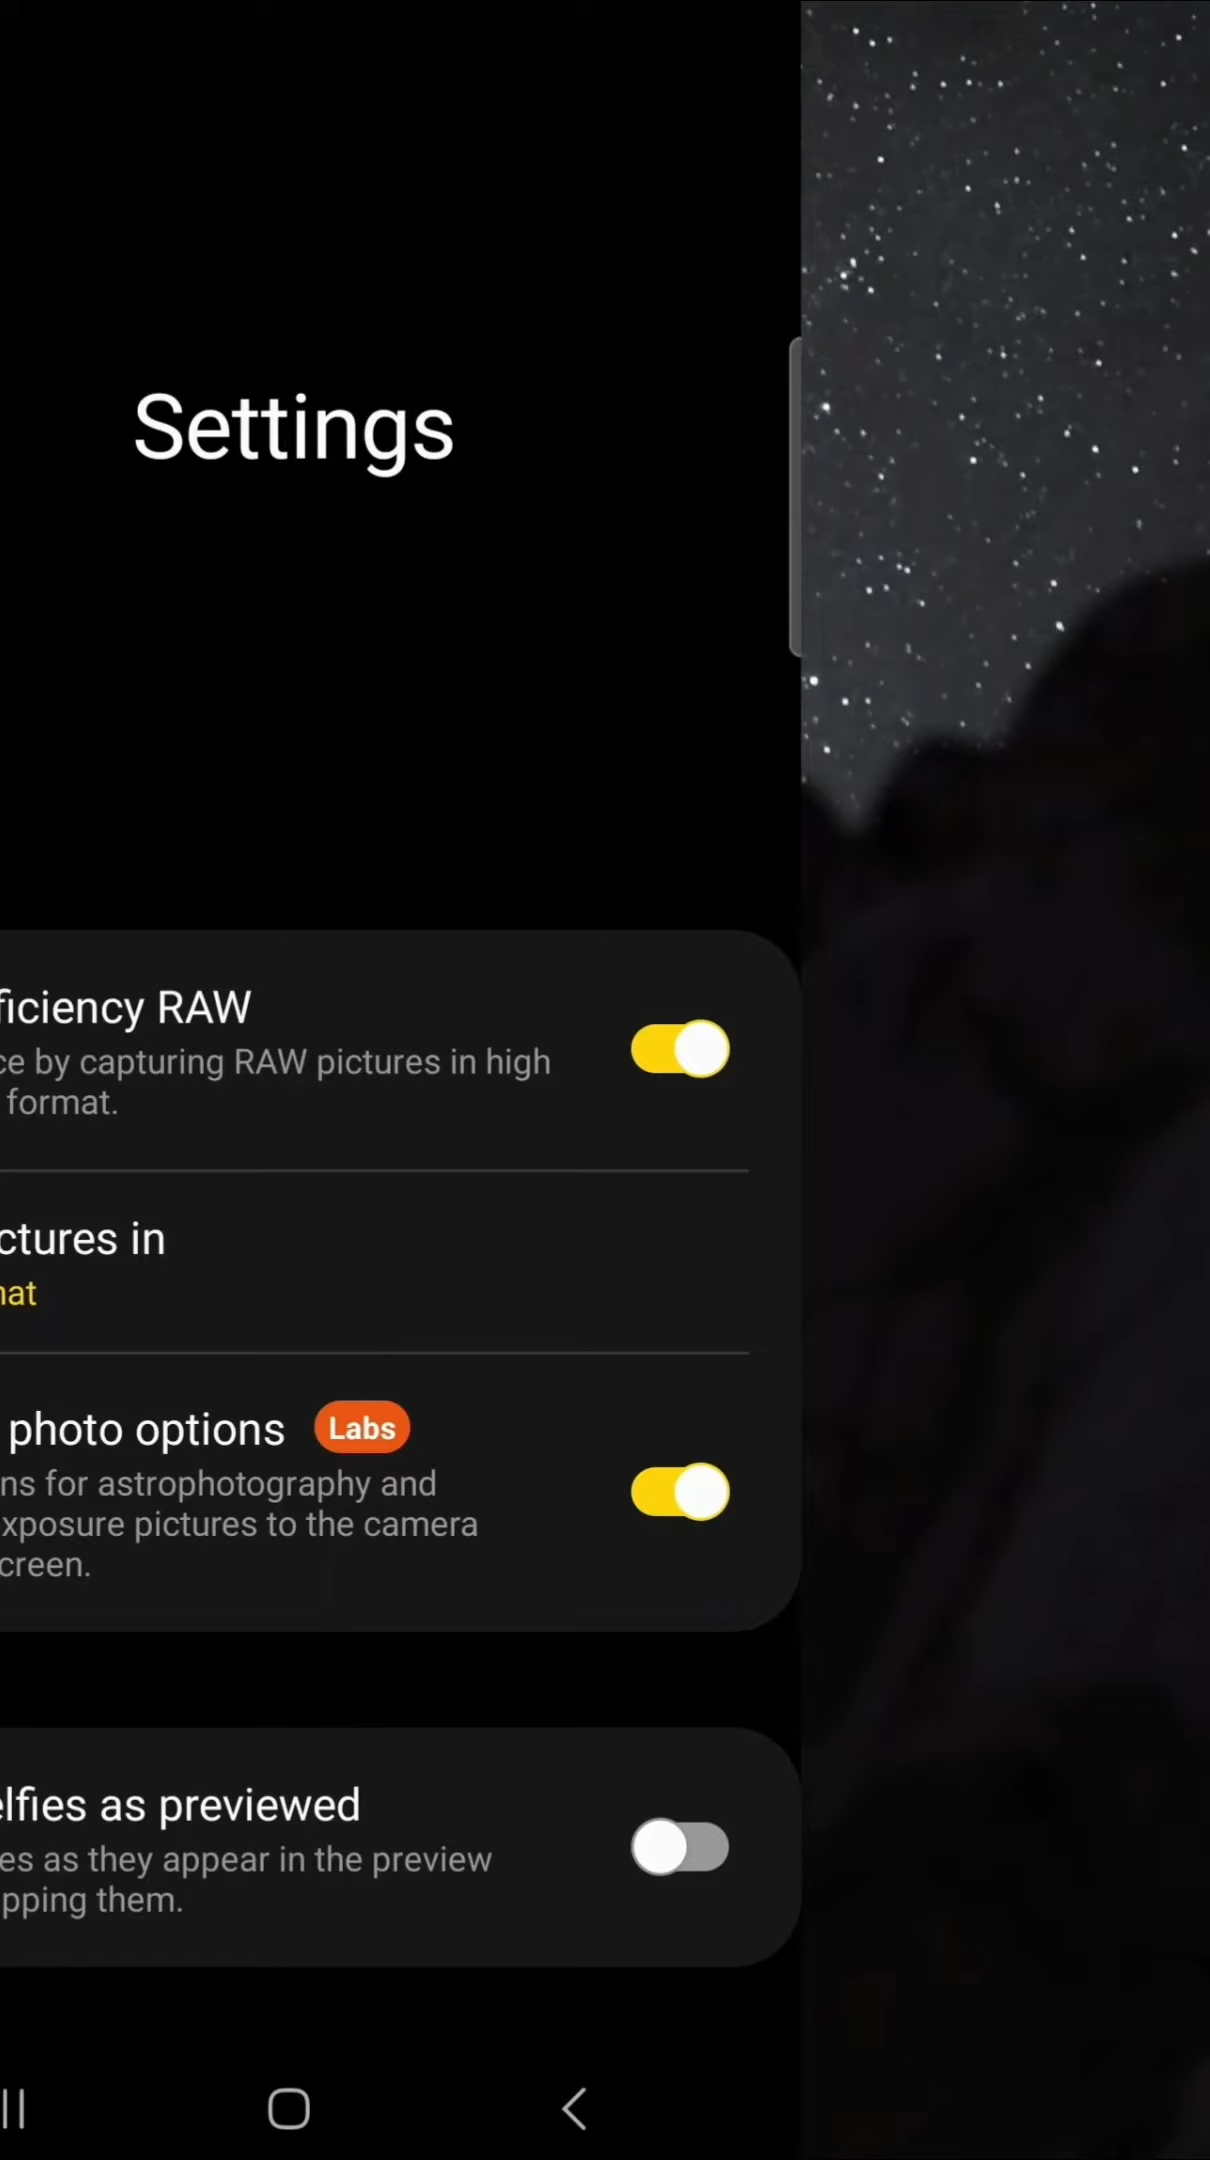 Settings
ficiency RAW
ce by capturing RAW pictures in high
format.
ctures in
nat
photo options Labs
ns for astrophotography and
xposure pictures to the camera
creen.
elfies as previewed
es as they appear in the preview
pping them.